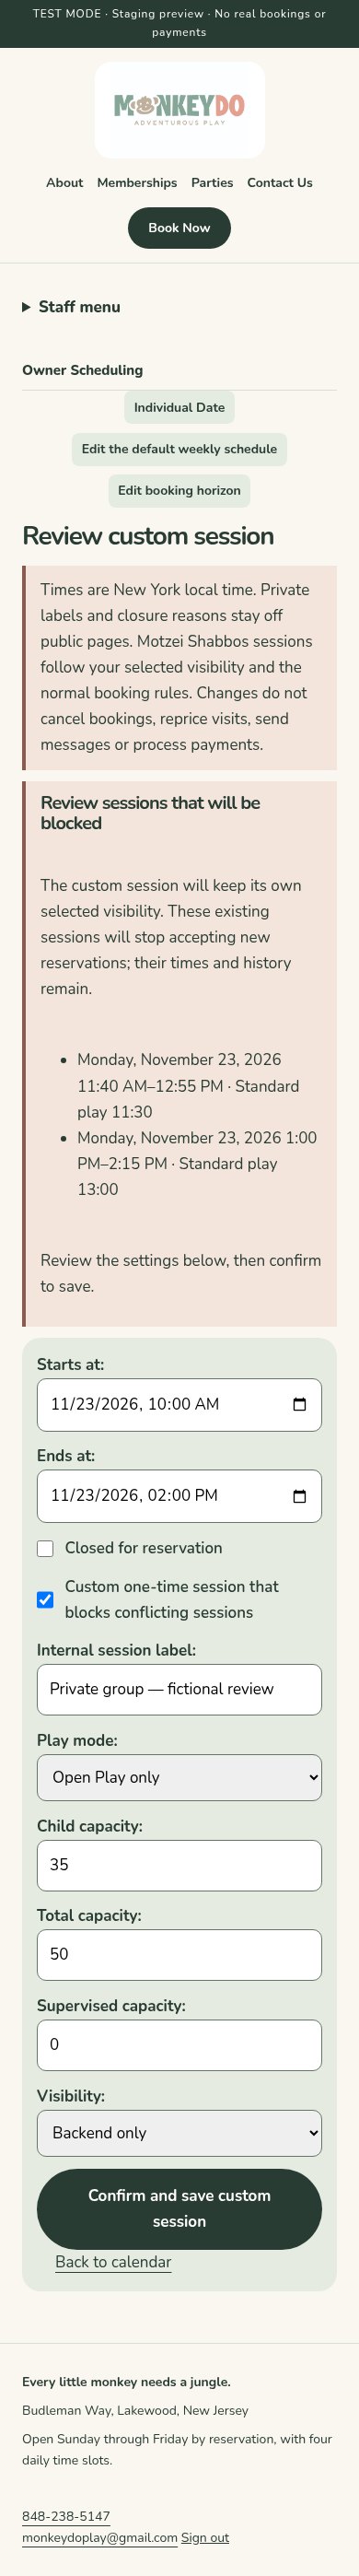 TEST MODE · Staging preview · No real bookings or
payments
MONKEYDO
ADVENTUROUS PLAY
About Memberships Parties Contact Us
Book Now
Staff menu
Owner Scheduling
Individual Date
Edit the default weekly schedule
Edit booking horizon
Review custom session
Times are New York local time. Private
labels and closure reasons stay off
public pages. Motzei Shabbos sessions
follow your selected visibility and the
normal booking rules. Changes do not
cancel bookings, reprice visits, send
messages or process payments.
Review sessions that will be
blocked
The custom session will keep its own
selected visibility. These existing
sessions will stop accepting new
reservations; their times and history
remain.
Monday, November 23, 2026
11:40 AM–12:55 PM · Standard
play 11:30
Monday, November 23, 2026 1:00
PM–2:15 PM · Standard play
13:00
Review the settings below, then confirm
to save.
Starts at:
11/23/2026, 10:00 AM
Ends at:
11/23/2026, 02:00 PM
Closed for reservation
Custom one-time session that
blocks conflicting sessions
Internal session label:
Private group — fictional review
Play mode:
Open Play only
Child capacity:
35
Total capacity:
50
Supervised capacity:
0
Visibility:
Backend only
Confirm and save custom
session
Back to calendar
Every little monkey needs a jungle.
Budleman Way, Lakewood, New Jersey
Open Sunday through Friday by reservation, with four
daily time slots.
848-238-5147
monkeydoplay@gmail.com Sign out